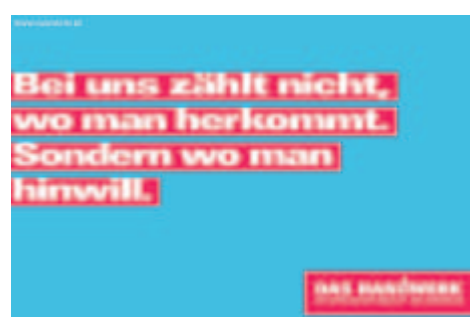 Bei uns zählt nicht,
wo man herkommt.
Sondern wo man
hinwill.
DAS HANDWERK